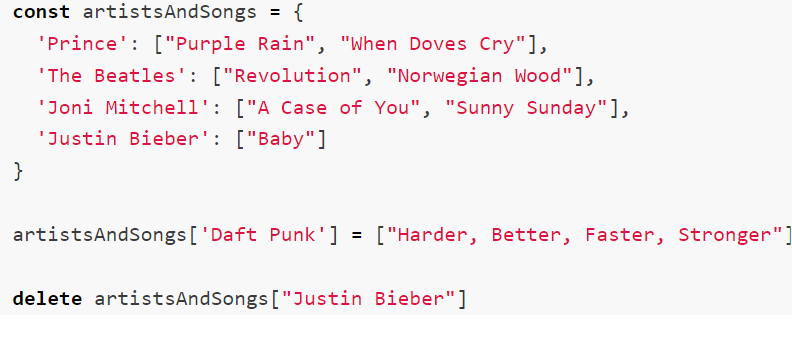 const artistsAndSongs = {
  'Prince': ["Purple Rain", "When Doves Cry"],
  'The Beatles': ["Revolution", "Norwegian Wood"],
  'Joni Mitchell': ["A Case of You", "Sunny Sunday"],
  'Justin Bieber': ["Baby"]
}
artistsAndSongs['Daft Punk'] = ["Harder, Better, Faster, Stronger"]
delete artistsAndSongs["Justin Bieber"]